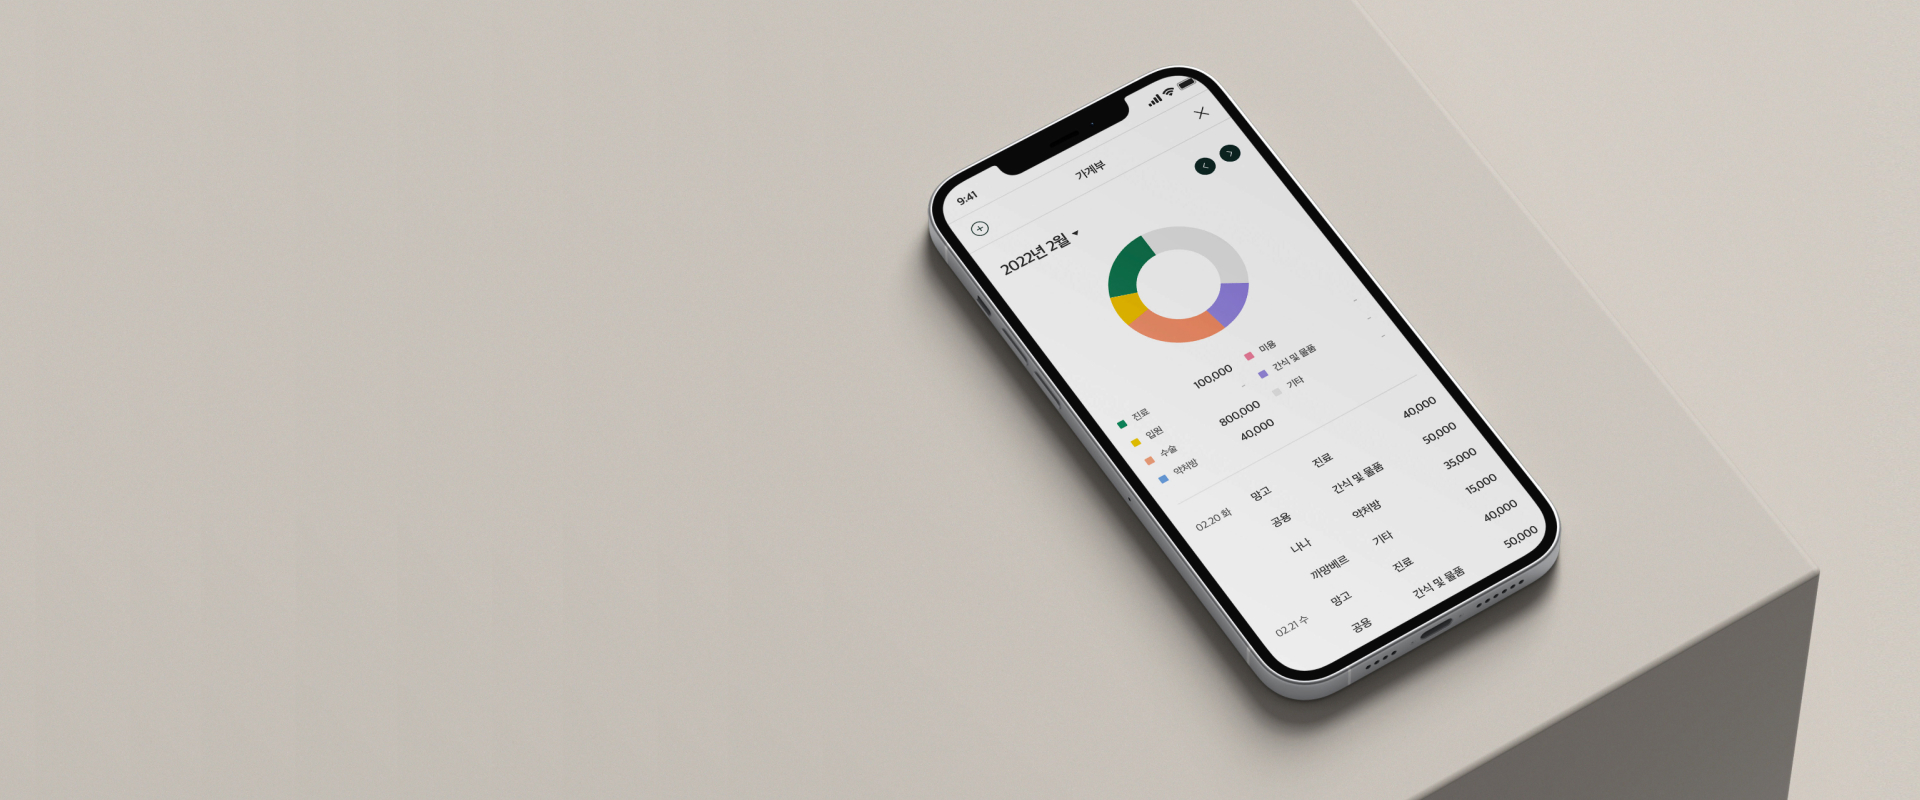 9:41
가계부
2022년 2월
진료 100,000
입원 -
수술 800,000
약처방 40,000
미용 -
간식 및 물품 -
기타 -
02.20 화 망고 진료 40,000
공용 간식 및 물품 50,000
나나 약처방 35,000
까망베르 기타 15,000
02.21 수 망고 진료 40,000
공용 간식 및 물품 50,000